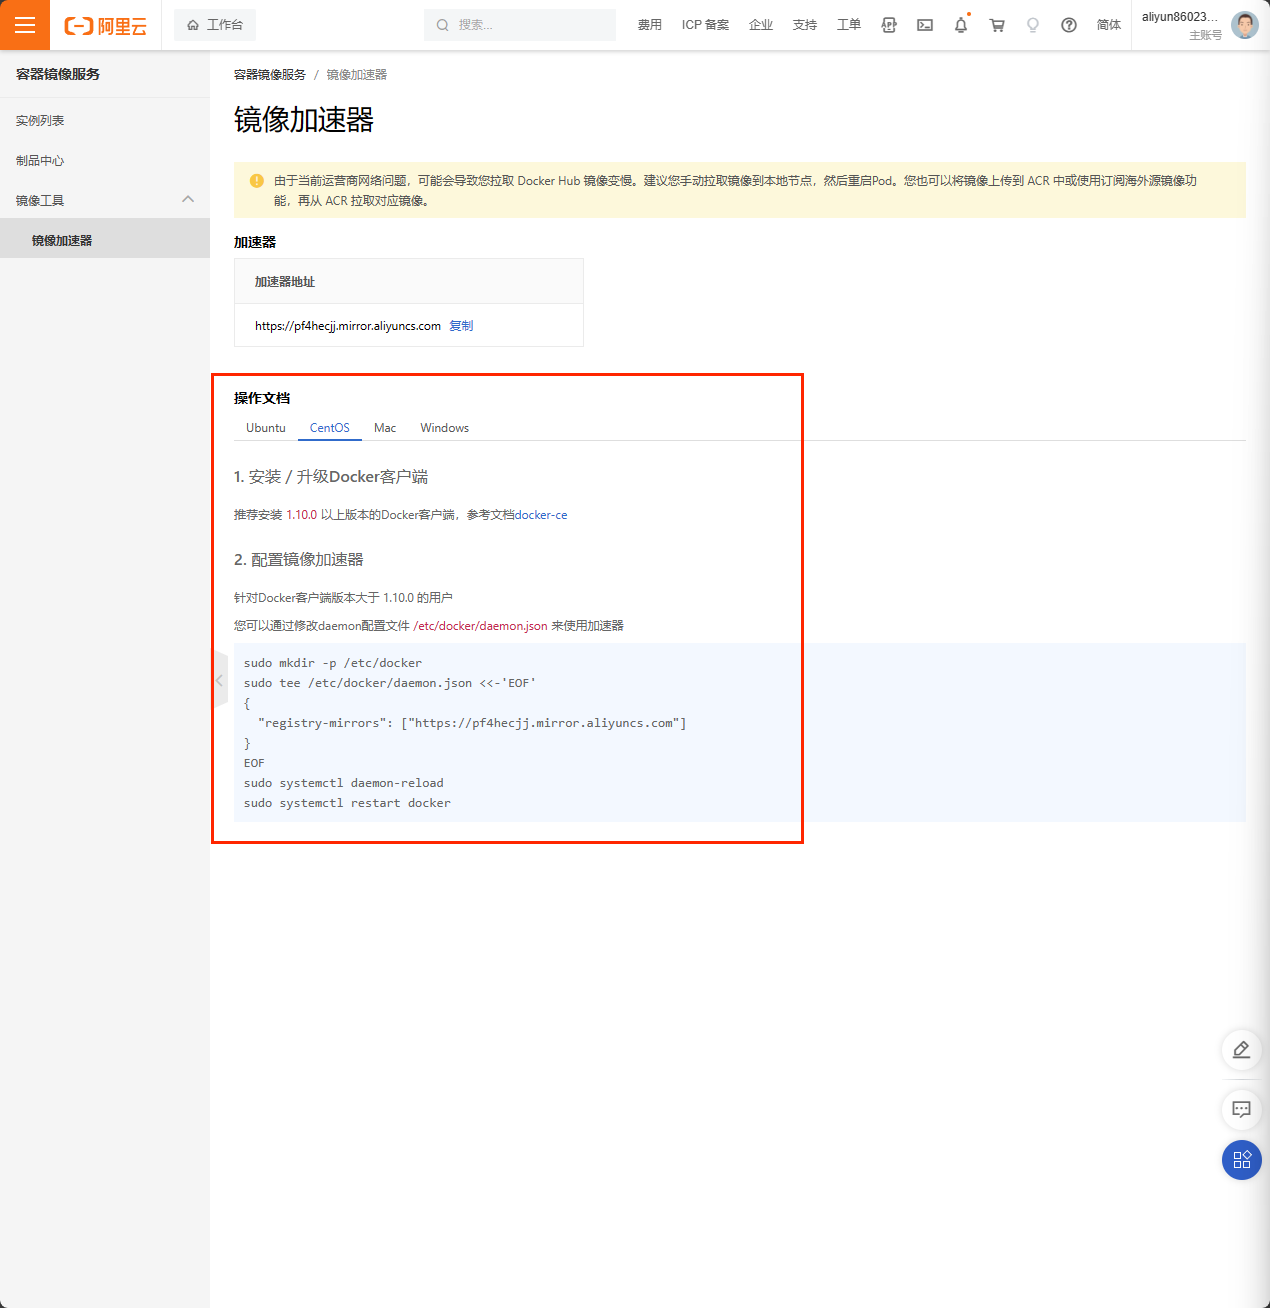 阿里云
工作台
搜索...
费用
ICP 备案
企业
支持
工单
简体
aliyun86023...
主账号
容器镜像服务
实例列表
制品中心
镜像工具
镜像加速器
容器镜像服务 / 镜像加速器
镜像加速器
由于当前运营商网络问题，可能会导致您拉取 Docker Hub 镜像变慢。建议您手动拉取镜像到本地节点，然后重启Pod。您也可以将镜像上传到 ACR 中或使用订阅海外源镜像功
能，再从 ACR 拉取对应镜像。
加速器
加速器地址
https://pf4hecjj.mirror.aliyuncs.com 复制
操作文档
Ubuntu CentOS Mac Windows
1. 安装 / 升级Docker客户端
推荐安装 1.10.0 以上版本的Docker客户端，参考文档docker-ce
2. 配置镜像加速器
针对Docker客户端版本大于 1.10.0 的用户
您可以通过修改daemon配置文件 /etc/docker/daemon.json 来使用加速器
sudo mkdir -p /etc/docker
sudo tee /etc/docker/daemon.json <<-'EOF'
{
  "registry-mirrors": ["https://pf4hecjj.mirror.aliyuncs.com"]
}
EOF
sudo systemctl daemon-reload
sudo systemctl restart docker